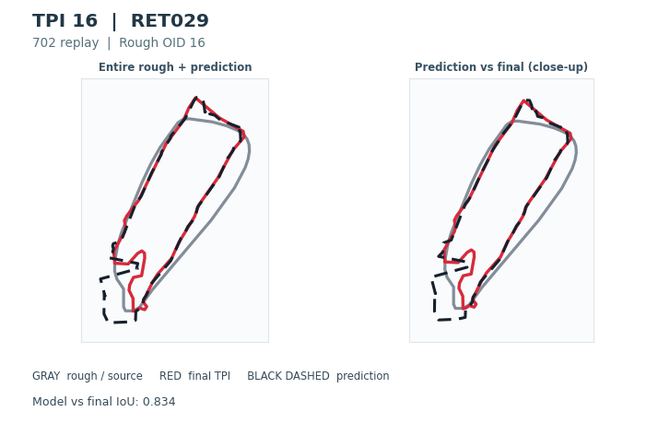 TPI 16 | RET029
702 replay | Rough OID 16
Entire rough + prediction
Prediction vs final (close-up)
GRAY rough / source RED final TPI BLACK DASHED prediction
Model vs final IoU: 0.834